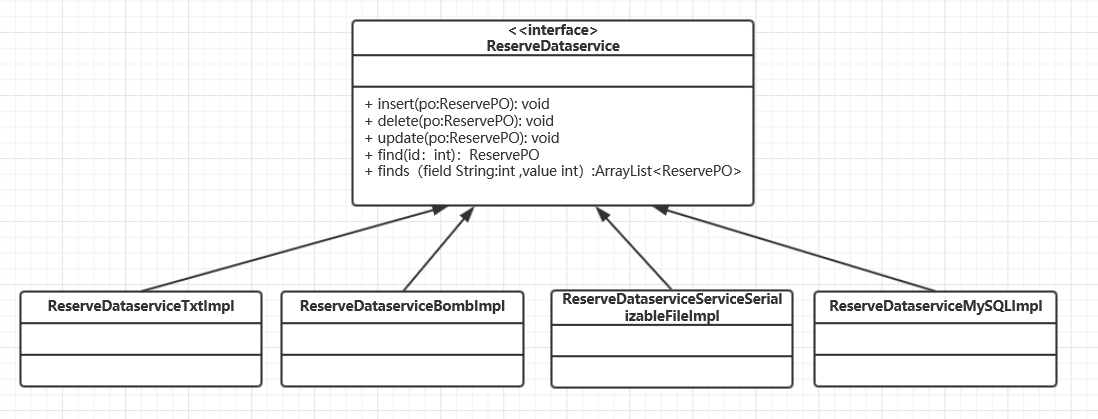 <<interface>
ReserveDataservice
+ insert(po:ReservePO): void
+ delete(po:ReservePO): void
+ update(po:ReservePO): void
+ find(id：int)：ReservePO
+ finds（field String:int ,value int）:ArrayList<ReservePO>
ReserveDataserviceTxtImpl
ReserveDataserviceBombImpl
ReserveDataserviceServiceSerial
izableFileImpl
ReserveDataserviceMySQLImpl